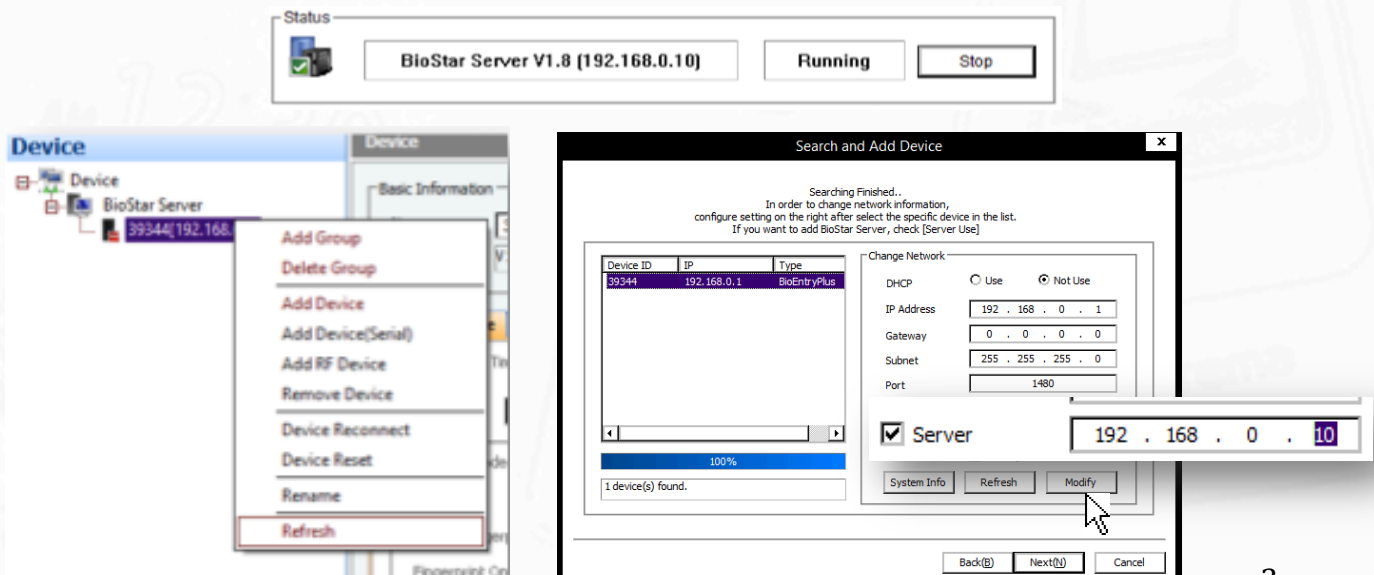 Status
BioStar Server V1.8 (192.168.0.10)
Running
Stop
Device
Device
BioStar Server
39344[192.168.
Device
Basic Information
Add Group
Delete Group
Add Device
Add Device(Serial)
Add RF Device
Remove Device
Device Reconnect
Device Reset
Rename
Refresh
Fingerprint Op
Search and Add Device
x
Searching Finished..
In order to change network information,
configure setting on the right after select the specific device in the list.
If you want to add BioStar Server, check [Server Use]
Device ID IP Type
39344 192.168.0.1 BioEntryPlus
100%
1 device(s) found.
Change Network
DHCP Use Not Use
IP Address 192 . 168 . 0 . 1
Gateway 0 . 0 . 0 . 0
Subnet 255 . 255 . 255 . 0
Port 1480
Server 192 . 168 . 0 . 10
System Info Refresh Modify
Back(B) Next(N) Cancel